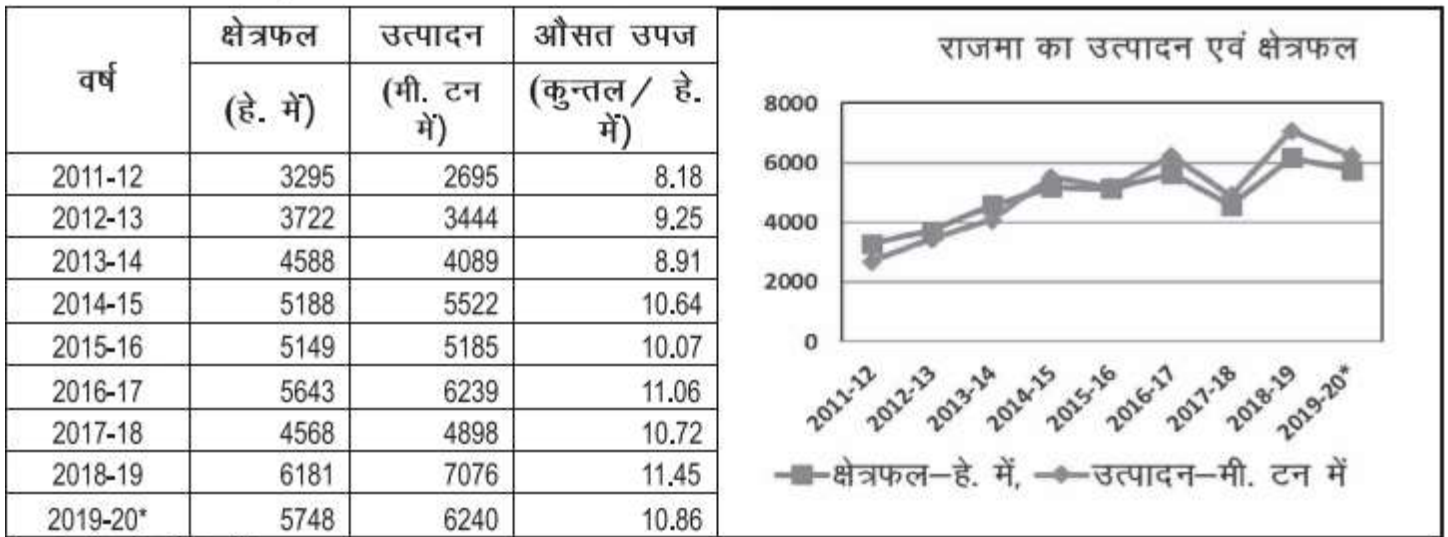 वर्ष क्षेत्रफल उत्पादन औसत उपज
(हे. में) (मी. टन में) (कुन्तल / हे. में)
2011-12 3295 2695 8.18
2012-13 3722 3444 9.25
2013-14 4588 4089 8.91
2014-15 5188 5522 10.64
2015-16 5149 5185 10.07
2016-17 5643 6239 11.06
2017-18 4568 4898 10.72
2018-19 6181 7076 11.45
2019-20* 5748 6240 10.86
राजमा का उत्पादन एवं क्षेत्रफल
8000
6000
4000
2000
0
2011-12 2012-13 2013-14 2014-15 2015-16 2016-17 2017-18 2018-19 2019-20*
क्षेत्रफल–हे. में, उत्पादन–मी. टन में